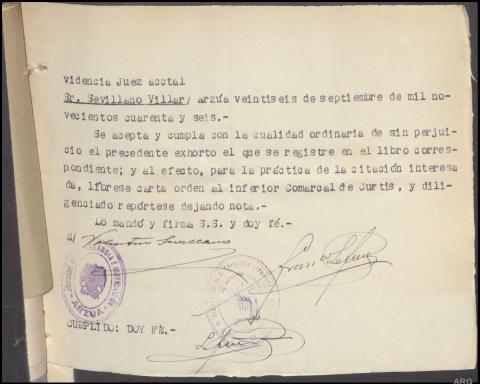 videncia Juez acctal
Sr. Sevillano Villar/ Arzúa veintiseis de septiembre de mil no-
vecientos cuarenta y seis.-
Se acepta y cumpla con la cualidad ordinaria de sin perjui-
cio el precedente exhorto el que se registre en el libro corres-
pondiente; y al efecto, para la práctica de la citación interesa
da, líbrese carta orden al inferior Comarcal de Curtis, y dili-
genciado repórtese dejando nota.-
Lo mandó y firma S.S. y doy fé.-
E/ Valentin Sevillano
ARZUA
CUMPLIDO: DOY FÉ.-
ARG